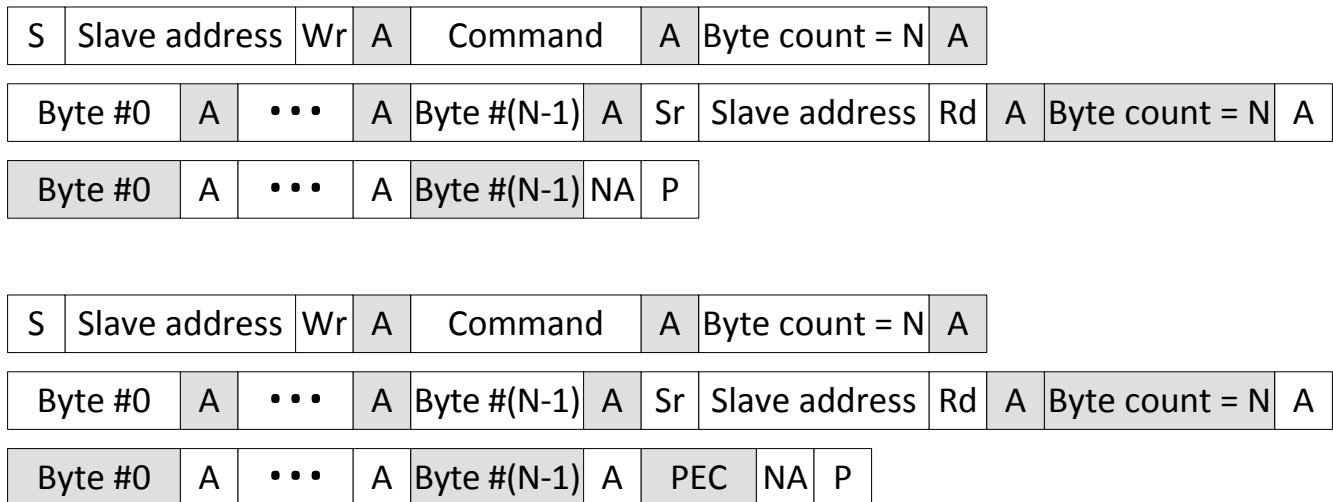 S Slave address Wr A Command A Byte count = N A
Byte #0 A ••• A Byte #(N-1) A Sr Slave address Rd A Byte count = N A
Byte #0 A ••• A Byte #(N-1) NA P
S Slave address Wr A Command A Byte count = N A
Byte #0 A ••• A Byte #(N-1) A Sr Slave address Rd A Byte count = N A
Byte #0 A ••• A Byte #(N-1) A PEC NA P